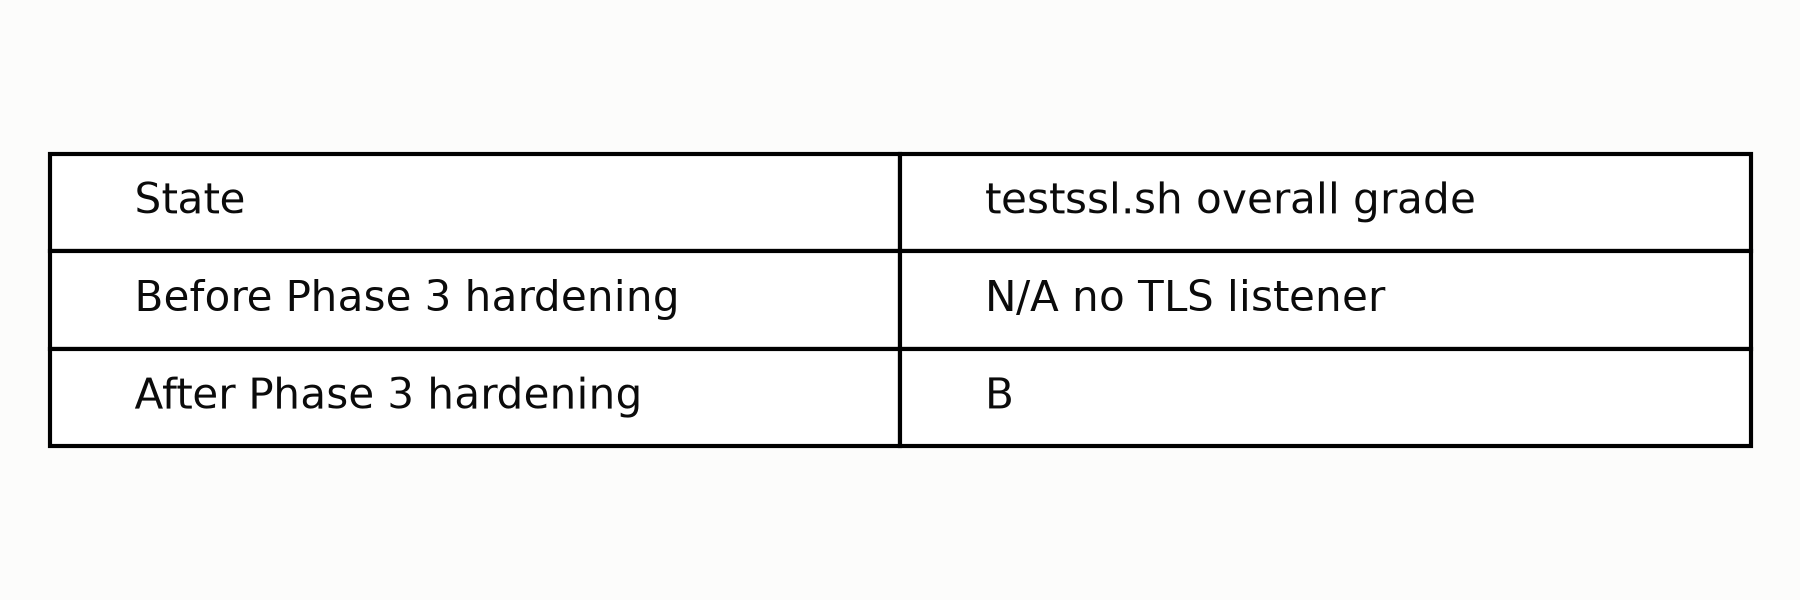 State testssl.sh overall grade
Before Phase 3 hardening N/A no TLS listener
After Phase 3 hardening B